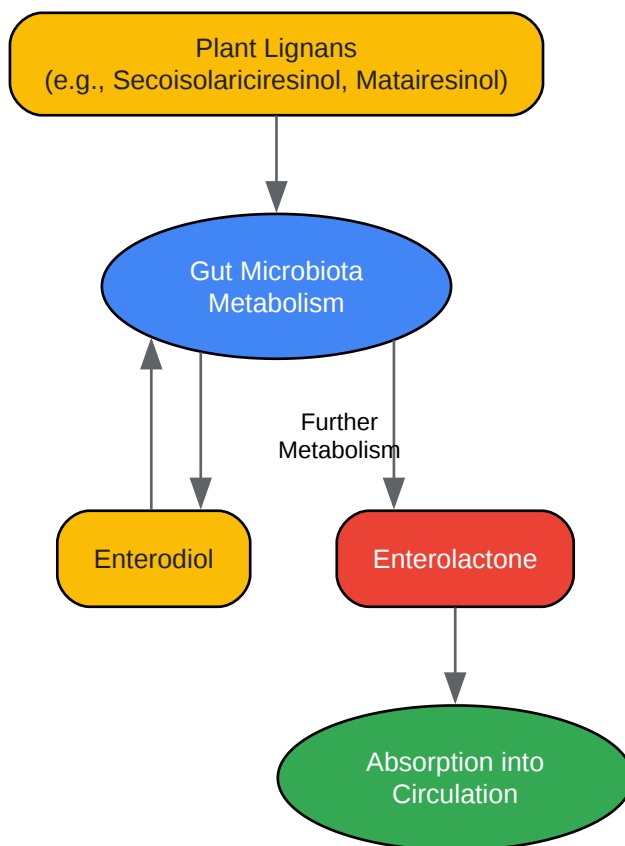 Plant Lignans
(e.g., Secoisolariciresinol, Matairesinol)
Gut Microbiota
Metabolism
Further
Metabolism
Enterodiol
Enterolactone
Absorption into
Circulation